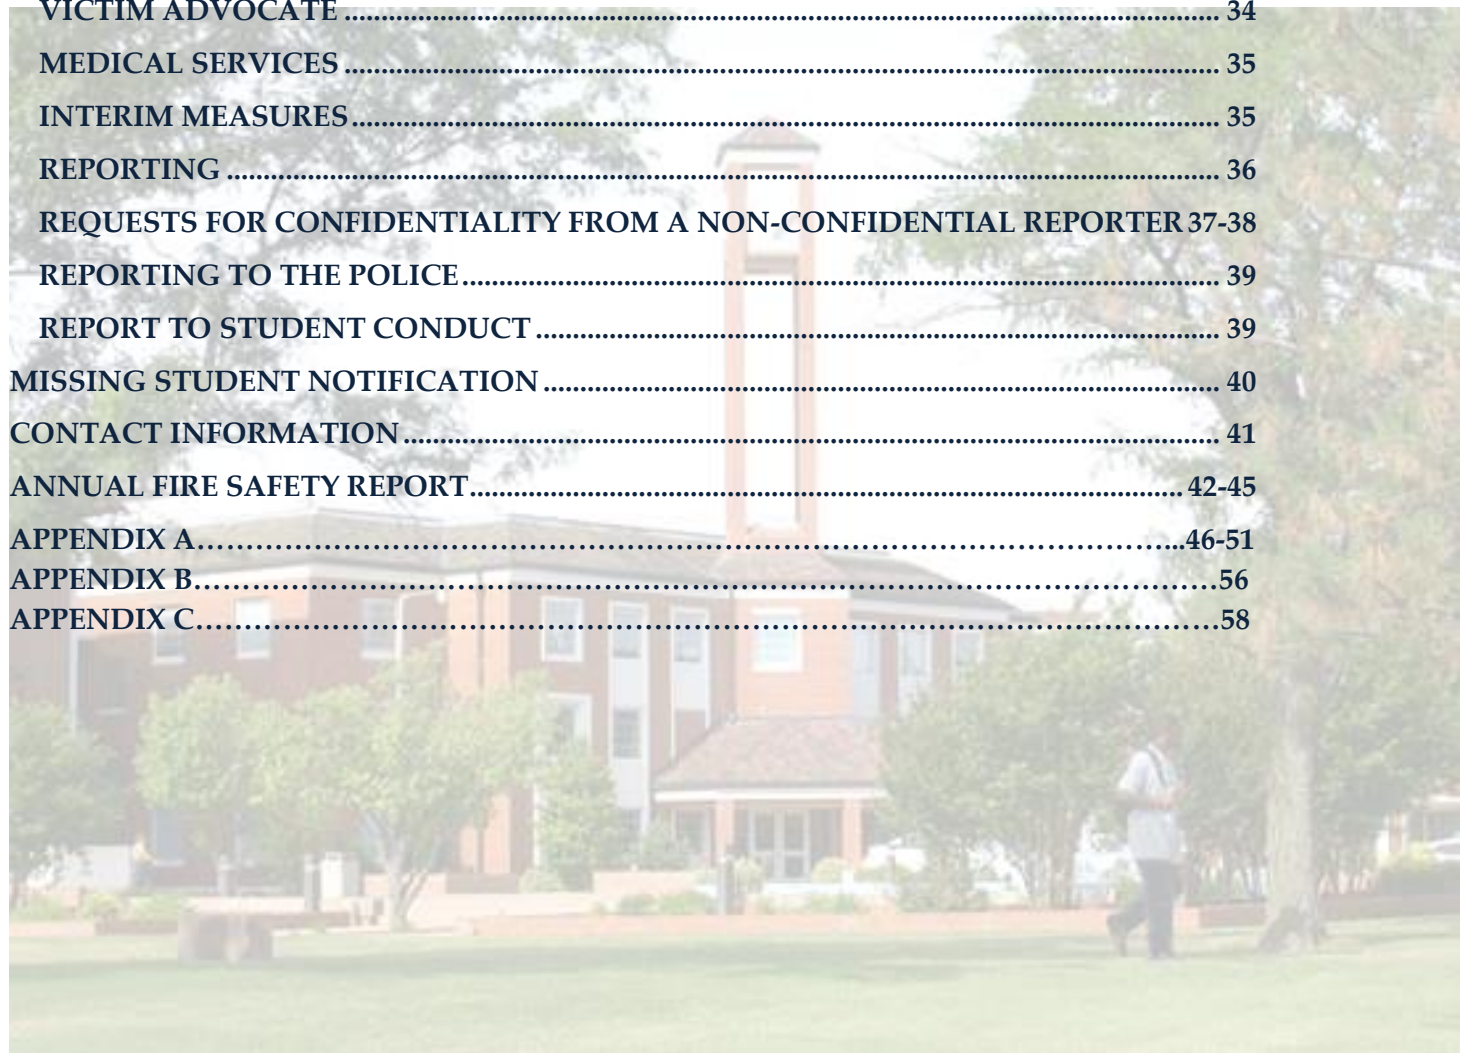 VICTIM ADVOCATE ........................................................................................................... 34
MEDICAL SERVICES ........................................................................................................... 35
INTERIM MEASURES ........................................................................................................... 35
REPORTING ........................................................................................................... 36
REQUESTS FOR CONFIDENTIALITY FROM A NON-CONFIDENTIAL REPORTER 37-38
REPORTING TO THE POLICE ........................................................................................................... 39
REPORT TO STUDENT CONDUCT ........................................................................................................... 39
MISSING STUDENT NOTIFICATION ........................................................................................................... 40
CONTACT INFORMATION ........................................................................................................... 41
ANNUAL FIRE SAFETY REPORT ........................................................................................................... 42-45
APPENDIX A……………………………………………………………………………………………...46-51
APPENDIX B…………………………………………………………………………………………………56
APPENDIX C…………………………………………………………………………………………………58